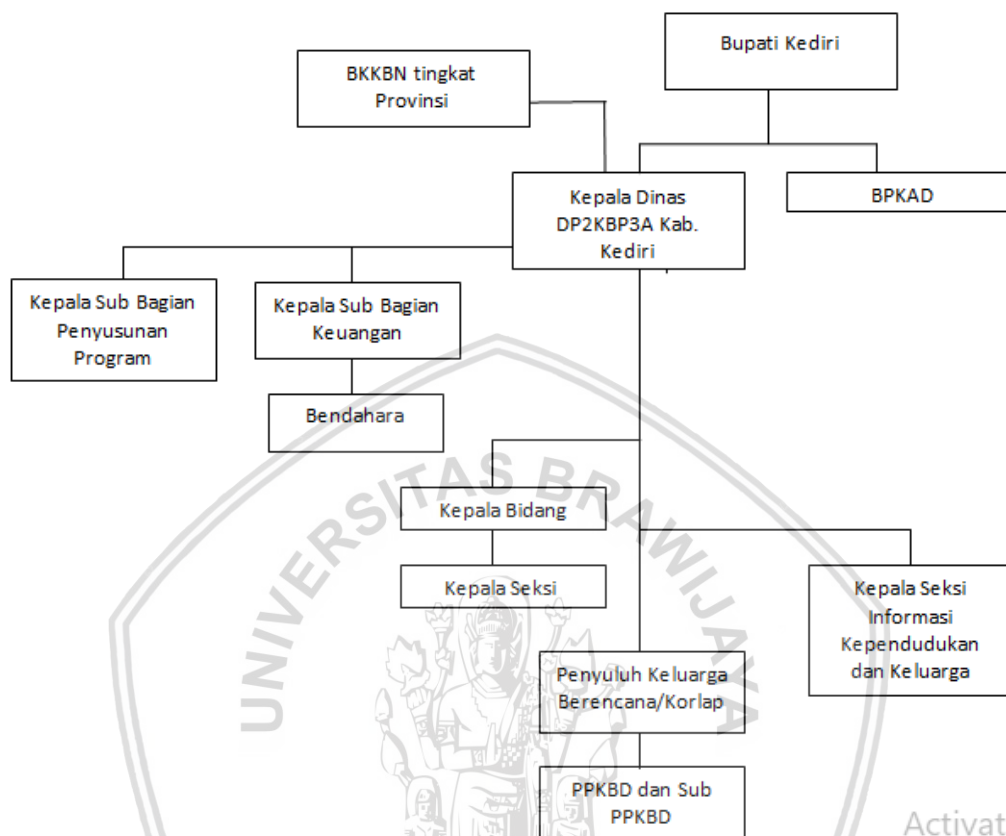 Bupati Kediri
BKKBN tingkat
Provinsi
Kepala Dinas
DP2KBP3A Kab.
Kediri
BPKAD
Kepala Sub Bagian
Penyusunan
Program
Kepala Sub Bagian
Keuangan
Bendahara
UNIVERSITAS BRAWIJAYA
Kepala Bidang
Kepala Seksi
Kepala Seksi
Informasi
Kependudukan
dan Keluarga
Penyuluh Keluarga
Berencana/Korlap
PPKBD dan Sub
PPKBD
Activat